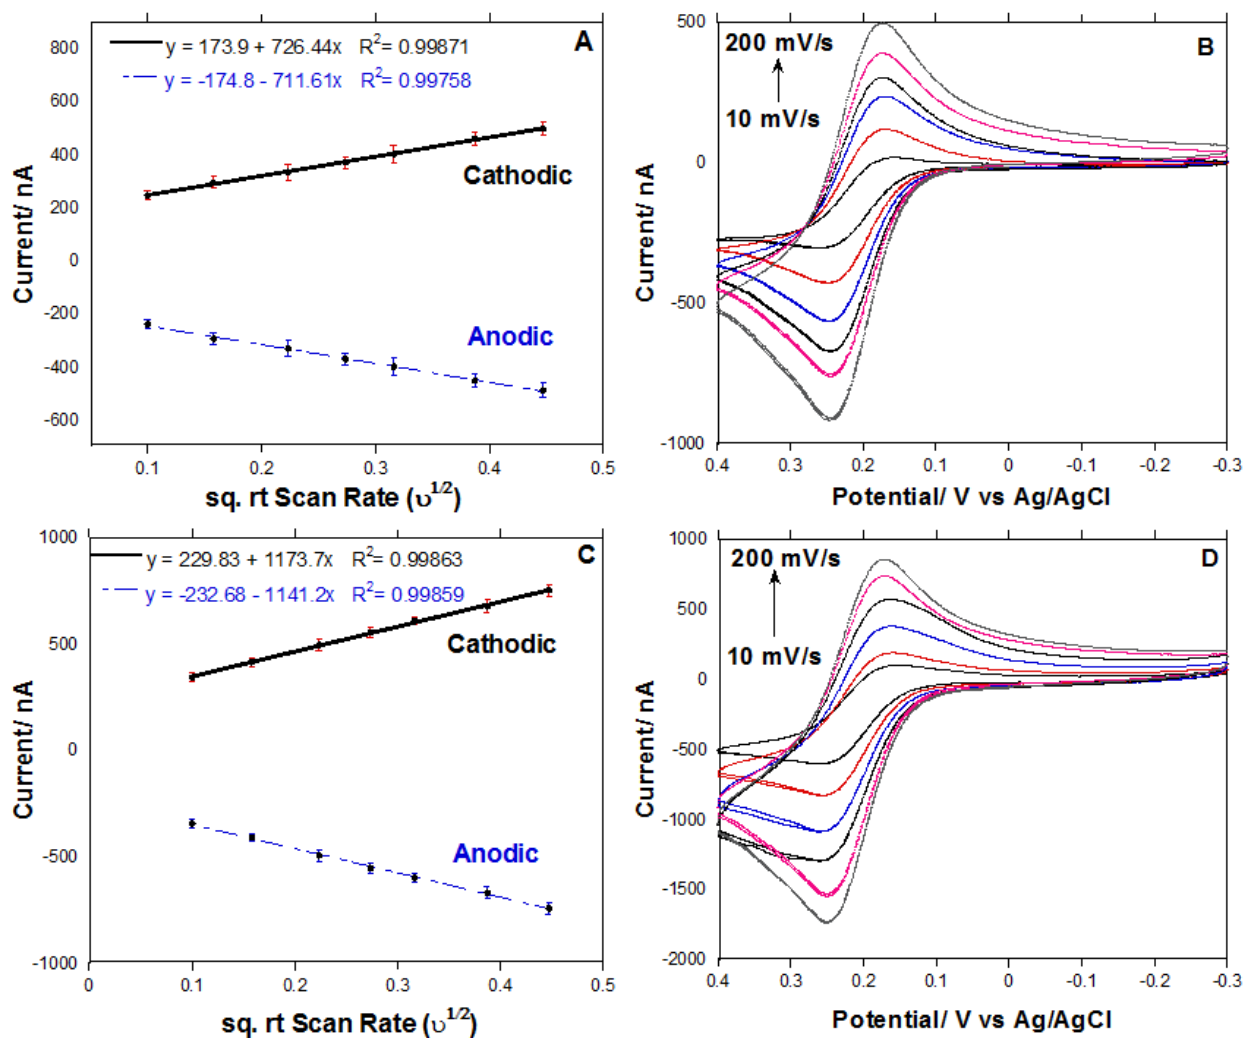 A
y = 173.9 + 726.44x R²= 0.99871
y = -174.8 - 711.61x R²= 0.99758
800
600
400
200
0
-200
-400
-600
Current/ nA
Cathodic
Anodic
0.1 0.2 0.3 0.4 0.5
sq. rt Scan Rate (υ^1/2)
B
200 mV/s
10 mV/s
500
0
-500
-1000
Current/ nA
0.4 0.3 0.2 0.1 0 -0.1 -0.2 -0.3
Potential/ V vs Ag/AgCl
C
y = 229.83 + 1173.7x R²= 0.99863
y = -232.68 - 1141.2x R²= 0.99859
1000
500
0
-500
-1000
Current/ nA
Cathodic
Anodic
0 0.1 0.2 0.3 0.4 0.5
sq. rt Scan Rate (υ^1/2)
D
200 mV/s
10 mV/s
1000
500
0
-500
-1000
-1500
-2000
Current/ nA
0.4 0.3 0.2 0.1 0 -0.1 -0.2 -0.3
Potential/ V vs Ag/AgCl